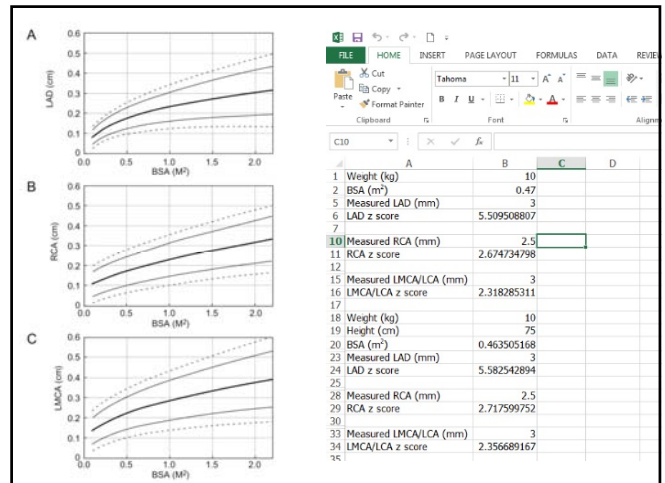 A
0.6
0.5
0.4
0.3
0.2
0.1
0
LAD (cm)
0.0 0.5 1.0 1.5 2.0
BSA (M²)
B
0.6
0.5
0.4
0.3
0.2
0.1
0
RCA (cm)
0.0 0.5 1.0 1.5 2.0
BSA (M²)
C
0.6
0.5
0.4
0.3
0.2
0.1
0
LMCA (cm)
0.0 0.5 1.0 1.5 2.0
BSA (M²)
FILE HOME INSERT PAGE LAYOUT FORMULAS DATA REVIEW
Cut
Copy
Format Painter
Paste
Tahoma 11 A A
B I U A
Clipboard Font Alignm
C10 fx
A B C D
1 Weight (kg) 10
2 BSA (m²) 0.47
5 Measured LAD (mm) 3
6 LAD z score 5.509508807
7
10 Measured RCA (mm) 2.5
11 RCA z score 2.674734798
12
15 Measured LMCA/LCA (mm) 3
16 LMCA/LCA z score 2.318285311
17
18 Weight (kg) 10
19 Height (cm) 75
20 BSA (m²) 0.463505168
23 Measured LAD (mm) 3
24 LAD z score 5.582542894
25
28 Measured RCA (mm) 2.5
29 RCA z score 2.717599752
30
33 Measured LMCA/LCA (mm) 3
34 LMCA/LCA z score 2.356689167
35